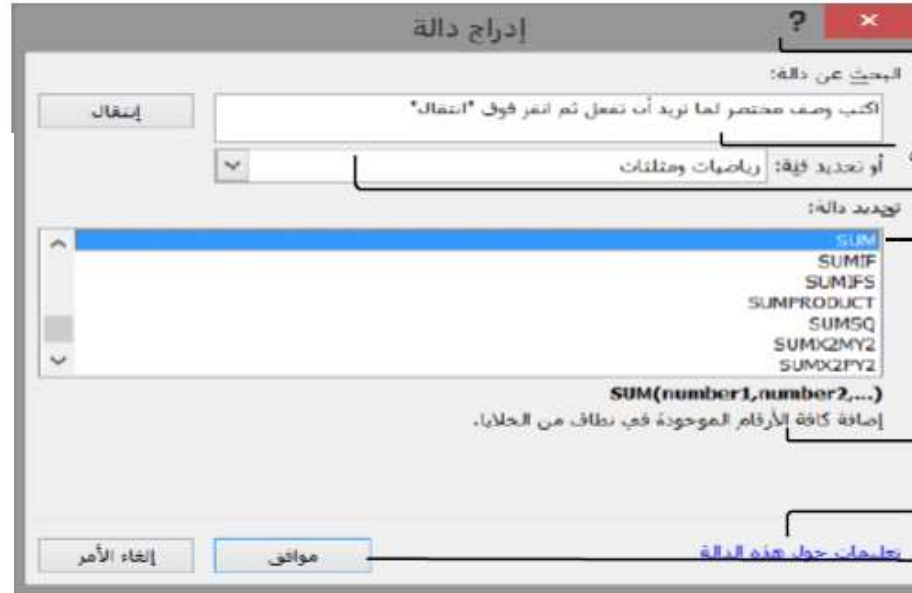 إدراج دالة ?
البحث عن دالة:
اكتب وصف مختصر لما تريد أن تفعل ثم انقر فوق "انتقال"
إنتقال
أو تحديد فئة: رياضيات ومثلثات
تحديد دالة:
SUM
SUMIF
SUMIFS
SUMPRODUCT
SUMSQ
SUMX2MY2
SUMX2PY2
SUM(number1,number2,...)
إضافة كافة الأرقام الموجودة في نطاق من الخلايا.
تعليمات حول هذه الدالة
موافق
إلغاء الأمر